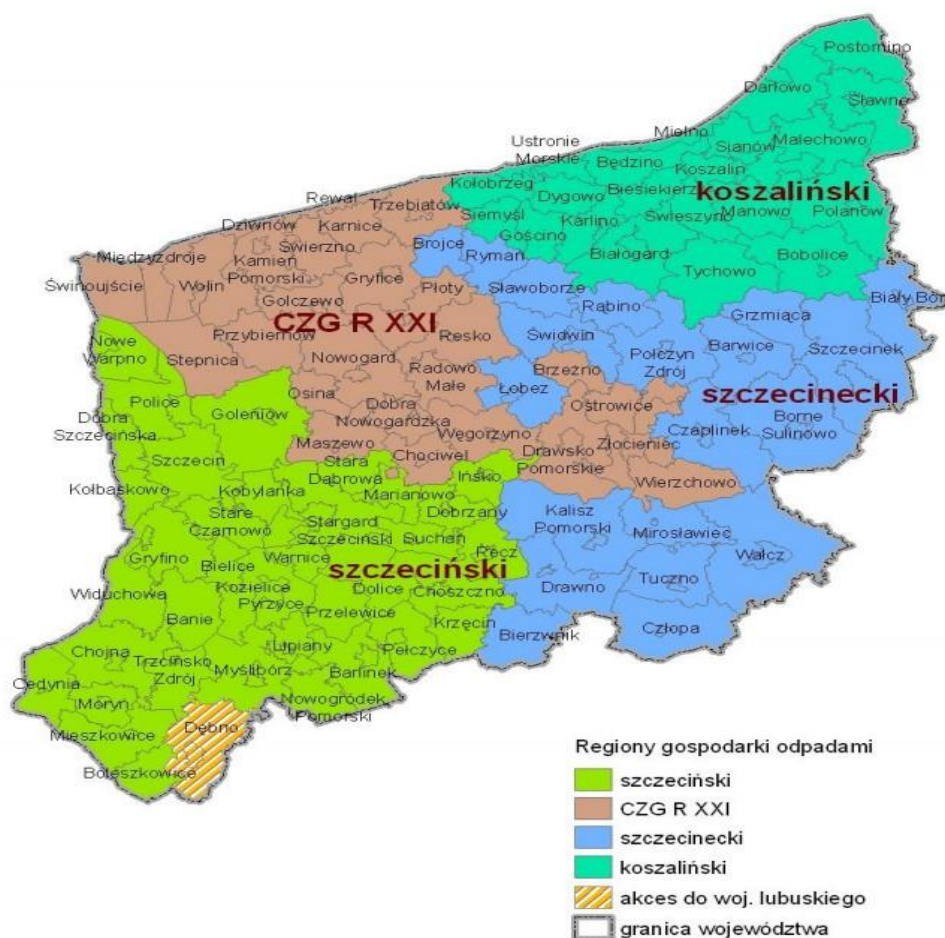 Postomino
Darłowo
Sławne
Ustronie
Morskie
Mielno
Sianów
Malechowo
Będzino
Koszalin
Kołobrzeg
Dygowo
Biesiekierz
koszaliński
Rewal
Trzebiatów
Siemyśl
Karlino
Świeszyno
Manowo
Polanów
Dziwnów
Karnice
Gościno
Świerzno
Brojce
Ryman
Białogard
Tychowo
Bobolice
Międzyzdroje
Kamień
Pomorski
Gryfice
Płoty
Sławoborze
Świnoujście
Wolin
Golczewo
Rąbino
Grzmiąca
Biały Bór
CZG R XXI
Przybiernów
Resko
Świdwin
Barwice
Szczecinek
Nowe
Warpno
Stepnica
Nowogard
Radowo
Małe
Brzeżno
Połczyn
Zdrój
Łobez
szczecinecki
Police
Goleniów
Osina
Dobra
Nowogardzka
Ostrowice
Czaplinek
Borne
Sulinowo
Dobra
Szczecińska
Maszewo
Węgorzyno
Złocieniec
Szczecin
Stara
Dąbrowa
Chociwel
Drawsko
Pomorskie
Kołbaskowo
Kobylanka
Marianowo
Ińsko
Wierzchowo
Stare
Czarnowo
Stargard
Szczeciński
Dobrzany
Suchań
Kalisz
Pomorski
Mirosławiec
Gryfino
Bielice
Warnice
Recz
Wałcz
szczeciński
Widuchowa
Kozielice
Pyrzyce
Dolice
Choszczno
Drawno
Tuczno
Banie
Przelewice
Krzęcin
Bierzwnik
Człopa
Chojna
Trzcińsko
Zdrój
Lipiany
Myślibórz
Pełczyce
Barlinek
Cedynia
Moryń
Nowogródek
Pomorski
Mieszkowice
Dębno
Boleszkowice
Regiony gospodarki odpadami
szczeciński
CZG R XXI
szczecinecki
koszaliński
akces do woj. lubuskiego
granica województwa